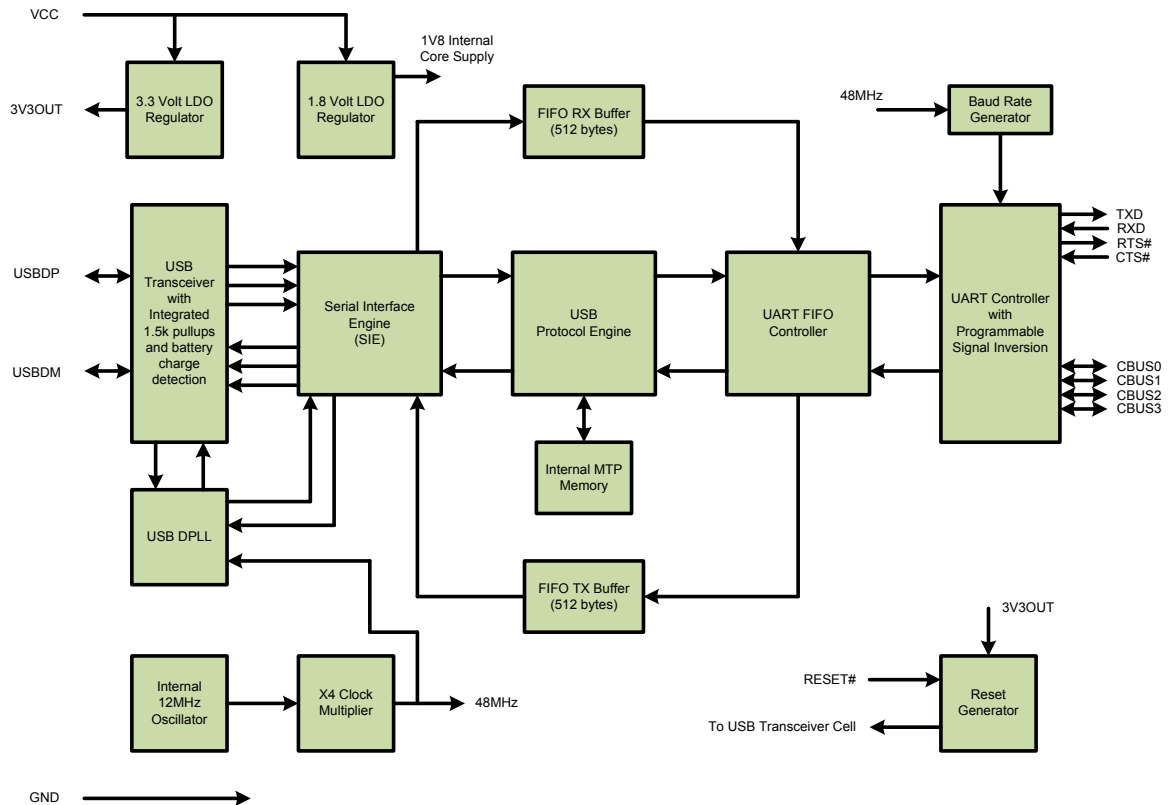 VCC
1V8 Internal
Core Supply
3.3 Volt LDO
Regulator
3V3OUT
1.8 Volt LDO
Regulator
FIFO RX Buffer
(512 bytes)
48MHz
Baud Rate
Generator
USBDP
USBDM
USB
Transceiver
with
Integrated
1.5k pullups
and battery
charge
detection
Serial Interface
Engine
(SIE)
USB
Protocol Engine
UART FIFO
Controller
UART Controller
with
Programmable
Signal Inversion
TXD
RXD
RTS#
CTS#
CBUS0
CBUS1
CBUS2
CBUS3
Internal MTP
Memory
USB DPLL
FIFO TX Buffer
(512 bytes)
3V3OUT
Internal
12MHz
Oscillator
X4 Clock
Multiplier
48MHz
RESET#
Reset
Generator
To USB Transceiver Cell
GND